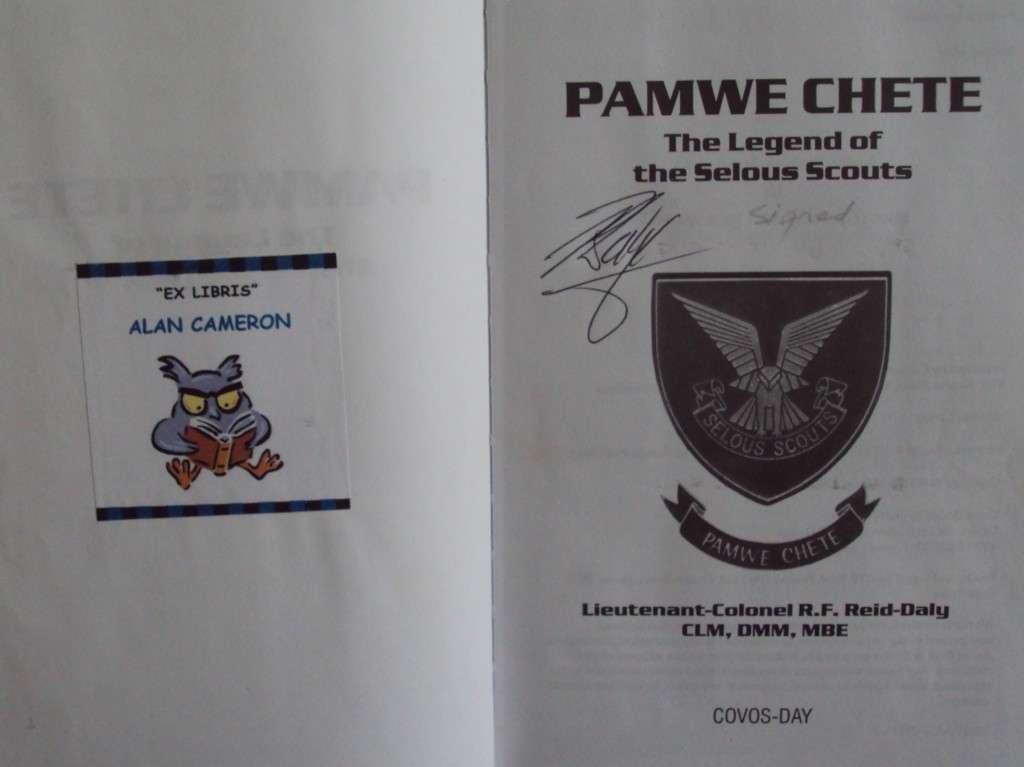 "EX LIBRIS"
ALAN CAMERON
PAMWE CHETE
The Legend of
the Selous Scouts
Signed
SELOUS SCOUTS
PAMWE CHETE
Lieutenant-Colonel R.F. Reid-Daly
CLM, DMM, MBE
COVOS-DAY